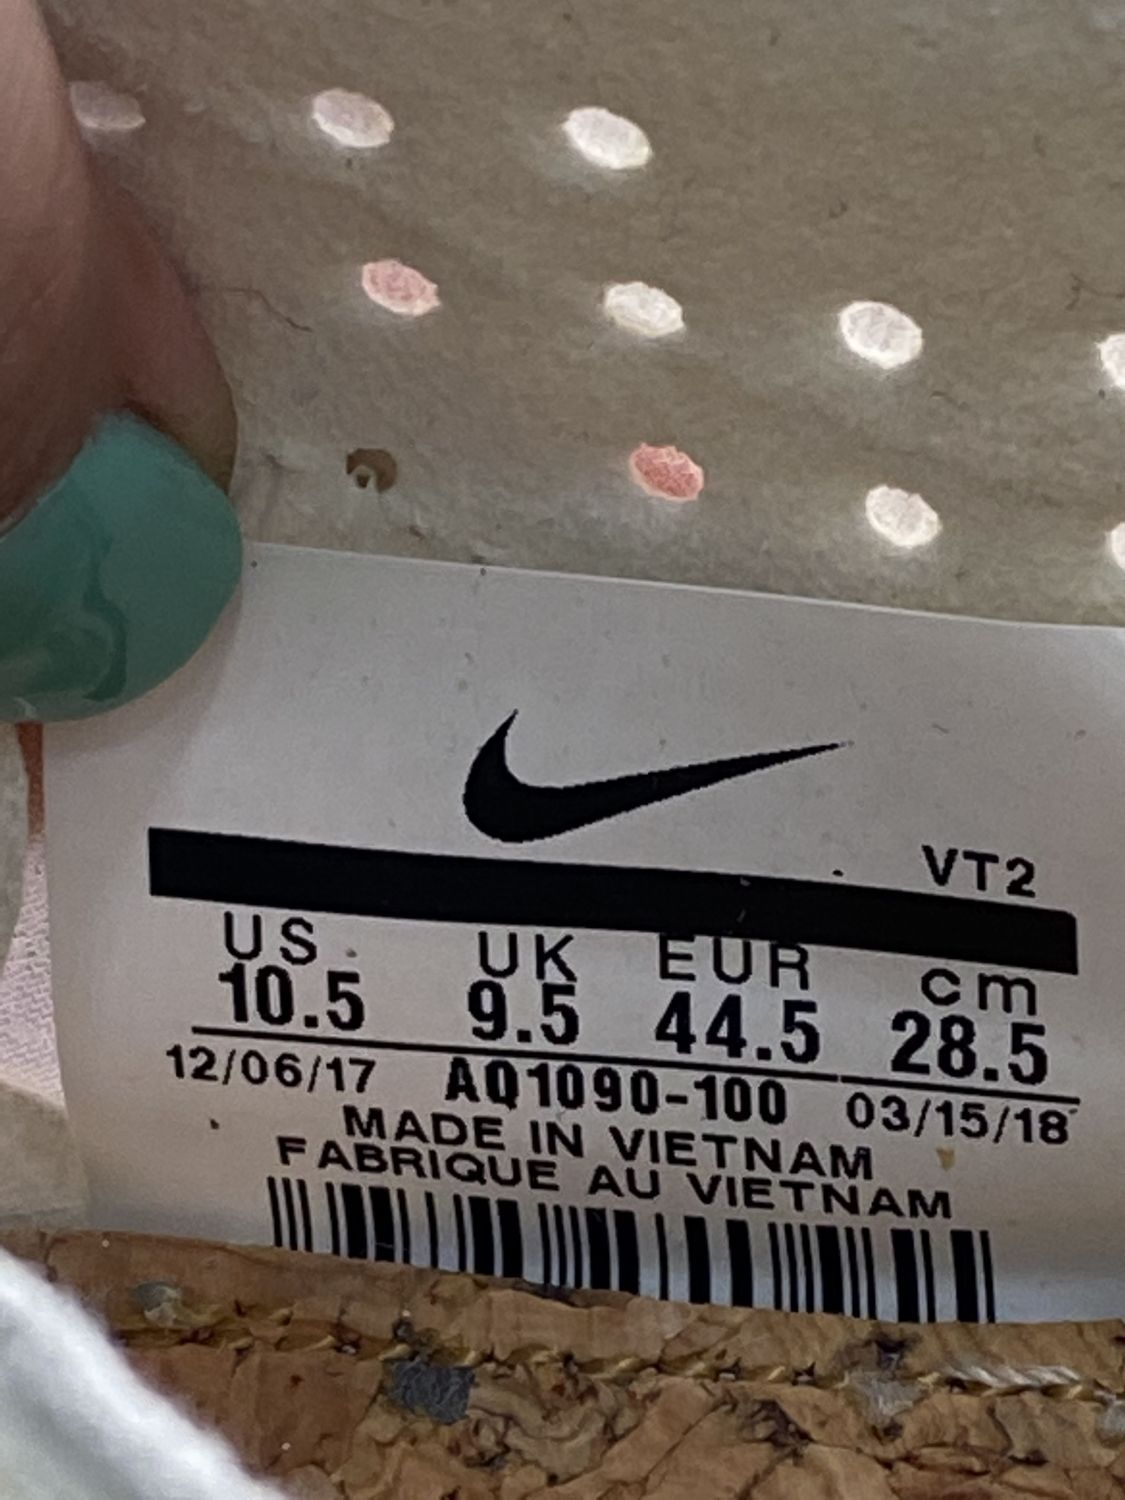 VT2
US UK EUR cm
10.5 9.5 44.5 28.5
12/06/17 AQ1090-100 03/15/18
MADE IN VIETNAM
FABRIQUE AU VIETNAM